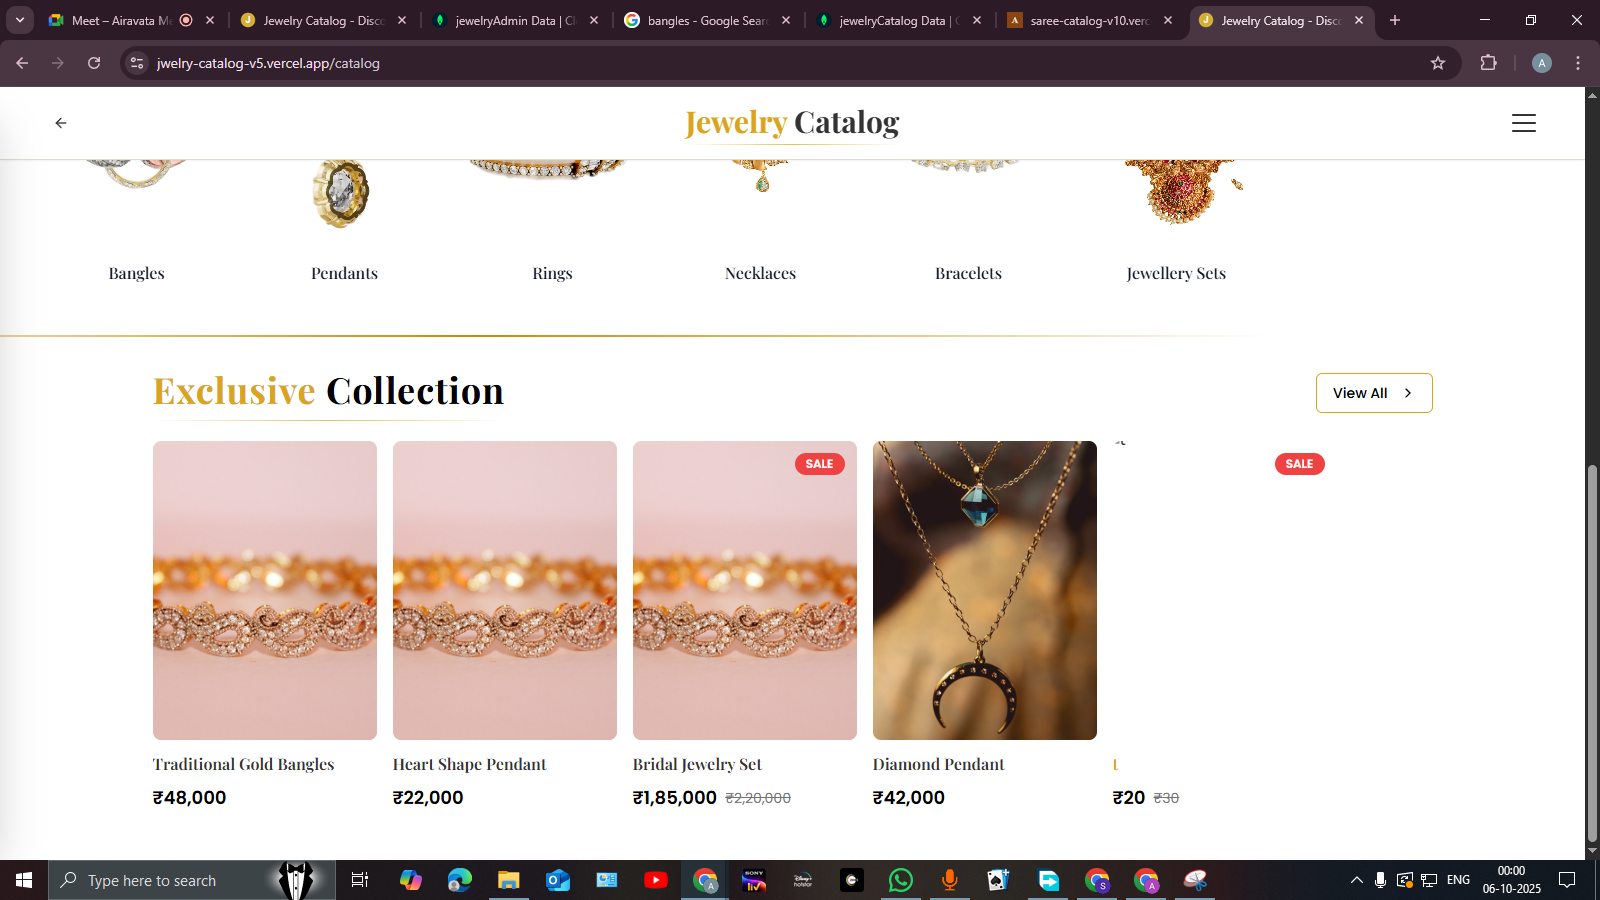 Meet – Airavata Me
Jewelry Catalog - Disc
jewelryAdmin Data | Cl
bangles - Google Sear
jewelryCatalog Data |
saree-catalog-v10.verc
Jewelry Catalog - Disc
jwelry-catalog-v5.vercel.app/catalog
A
Jewelry Catalog
Bangles
Pendants
Rings
Necklaces
Bracelets
Jewellery Sets
Exclusive Collection
View All
SALE
SALE
Traditional Gold Bangles
Heart Shape Pendant
Bridal Jewelry Set
Diamond Pendant
t
₹48,000
₹22,000
₹1,85,000 ₹2,20,000
₹42,000
₹20 ₹30
Type here to search
ENG
00:00
06-10-2025